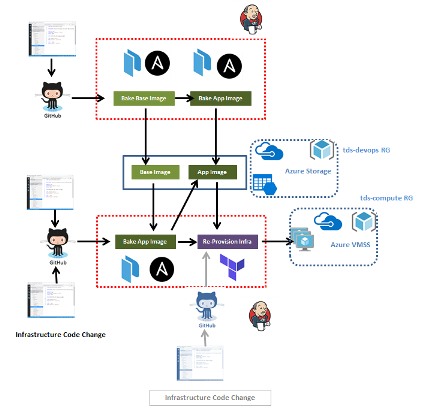 GitHub
Bake Base Image
Bake App Image
Base Image
App Image
tds-devops RG
Azure Storage
tds-compute RG
GitHub
Bake App Image
Re-Provision Infra
Azure VMSS
GitHub
Infrastructure Code Change
Infrastructure Code Change